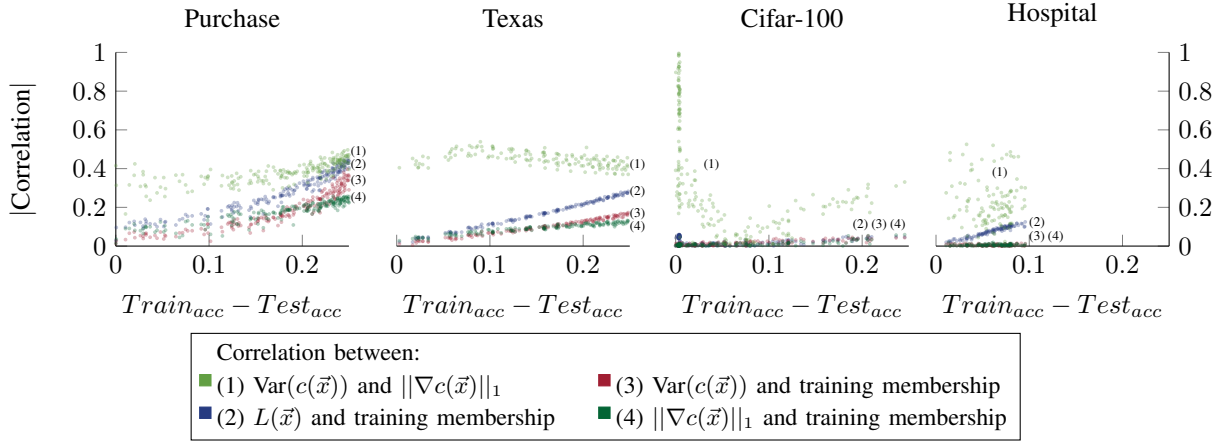 Purchase Texas Cifar-100 Hospital
1 1
0.8 0.8
0.6 0.6
0.4 0.4
0.2 0.2
0 0
|Correlation|
(1) (2) (3) (4)
(1) (2) (3) (4)
(1) (2) (3) (4)
(1) (2) (3) (4)
0 0.1 0.2 0 0.1 0.2 0 0.1 0.2 0 0.1 0.2
Train_acc − Test_acc Train_acc − Test_acc Train_acc − Test_acc Train_acc − Test_acc
Correlation between:
(1) Var(c(x⃗)) and ||∇c(x⃗)||₁ (3) Var(c(x⃗)) and training membership
(2) L(x⃗) and training membership (4) ||∇c(x⃗)||₁ and training membership